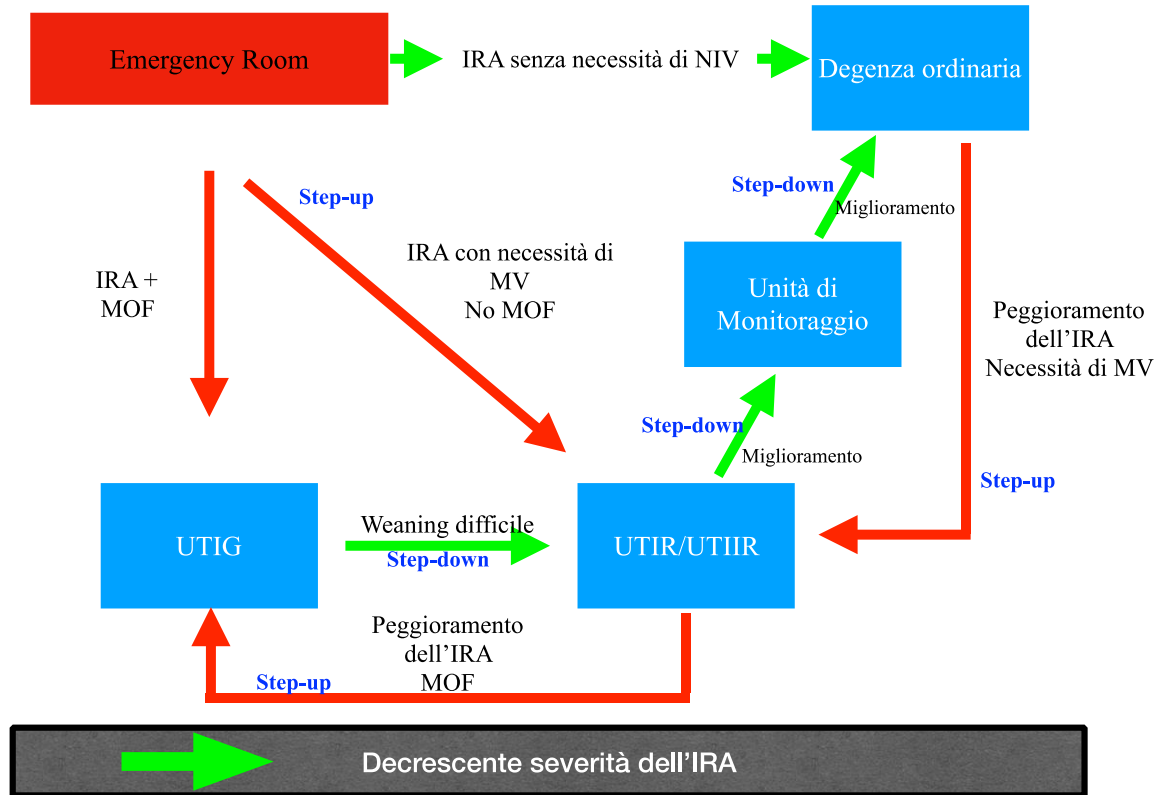 Emergency Room
IRA senza necessità di NIV
Degenza ordinaria
Step-up
Step-down
Miglioramento
IRA +
MOF
IRA con necessità di
MV
No MOF
Unità di
Monitoraggio
Peggioramento
dell’IRA
Necessità di MV
Step-down
Miglioramento
Step-up
UTIG
Weaning difficile
Step-down
UTIR/UTIIR
Peggioramento
dell’IRA
MOF
Step-up
Decrescente severità dell’IRA